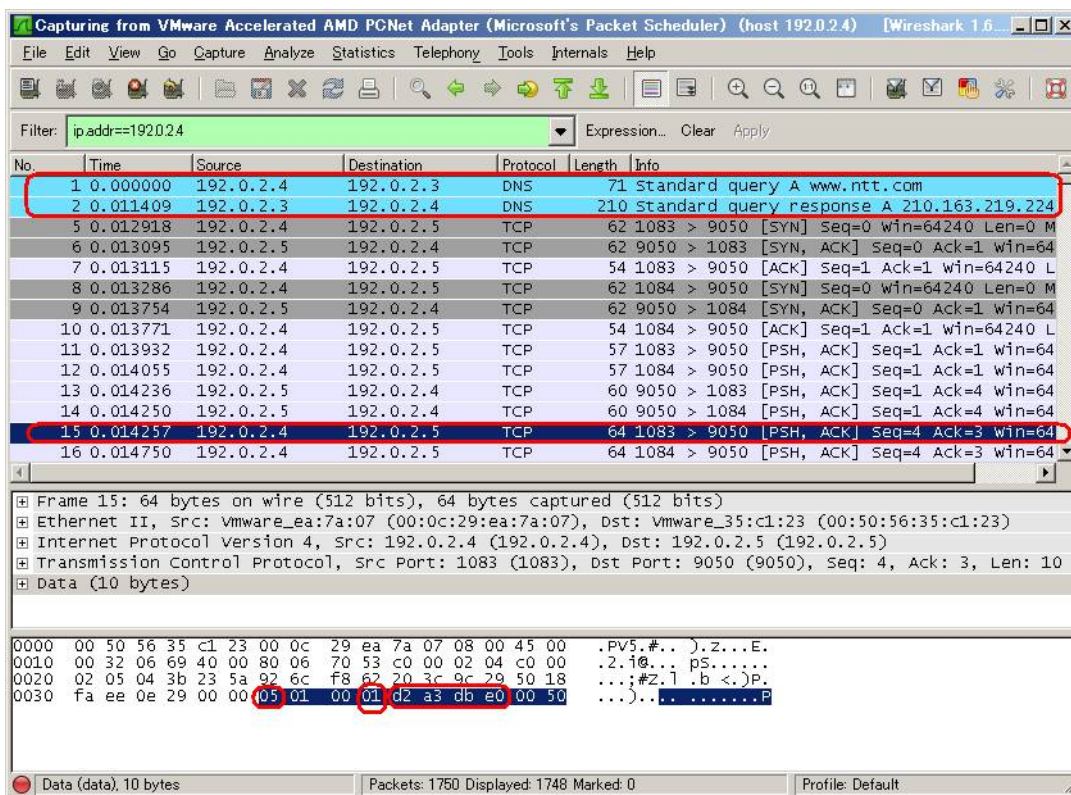 Capturing from VMware Accelerated AMD PCNet Adapter (Microsoft's Packet Scheduler) (host 192.0.2.4) [Wireshark 1.6....
File Edit View Go Capture Analyze Statistics Telephony Tools Internals Help
Filter: ip.addr==192.0.2.4 Expression... Clear Apply
No. Time Source Destination Protocol Length Info
1 0.000000 192.0.2.4 192.0.2.3 DNS 71 Standard query A www.ntt.com
2 0.011409 192.0.2.3 192.0.2.4 DNS 210 Standard query response A 210.163.219.224
5 0.012918 192.0.2.4 192.0.2.5 TCP 62 1083 > 9050 [SYN] Seq=0 Win=64240 Len=0 M
6 0.013095 192.0.2.5 192.0.2.4 TCP 62 9050 > 1083 [SYN, ACK] Seq=0 Ack=1 Win=64
7 0.013115 192.0.2.4 192.0.2.5 TCP 54 1083 > 9050 [ACK] Seq=1 Ack=1 Win=64240 L
8 0.013286 192.0.2.4 192.0.2.5 TCP 62 1084 > 9050 [SYN] Seq=0 Win=64240 Len=0 M
9 0.013754 192.0.2.5 192.0.2.4 TCP 62 9050 > 1084 [SYN, ACK] Seq=0 Ack=1 Win=64
10 0.013771 192.0.2.4 192.0.2.5 TCP 54 1084 > 9050 [ACK] Seq=1 Ack=1 Win=64240 L
11 0.013932 192.0.2.4 192.0.2.5 TCP 57 1083 > 9050 [PSH, ACK] Seq=1 Ack=1 Win=64
12 0.014055 192.0.2.4 192.0.2.5 TCP 57 1084 > 9050 [PSH, ACK] Seq=1 Ack=1 Win=64
13 0.014236 192.0.2.5 192.0.2.4 TCP 60 9050 > 1083 [PSH, ACK] Seq=1 Ack=4 Win=64
14 0.014250 192.0.2.5 192.0.2.4 TCP 60 9050 > 1084 [PSH, ACK] Seq=1 Ack=4 Win=64
15 0.014257 192.0.2.4 192.0.2.5 TCP 64 1083 > 9050 [PSH, ACK] Seq=4 Ack=3 Win=64
16 0.014750 192.0.2.4 192.0.2.5 TCP 64 1084 > 9050 [PSH, ACK] Seq=4 Ack=3 Win=64
Frame 15: 64 bytes on wire (512 bits), 64 bytes captured (512 bits)
Ethernet II, Src: Vmware_ea:7a:07 (00:0c:29:ea:7a:07), Dst: Vmware_35:c1:23 (00:50:56:35:c1:23)
Internet Protocol Version 4, Src: 192.0.2.4 (192.0.2.4), Dst: 192.0.2.5 (192.0.2.5)
Transmission Control Protocol, Src Port: 1083 (1083), Dst Port: 9050 (9050), Seq: 4, Ack: 3, Len: 10
Data (10 bytes)
0000 00 50 56 35 c1 23 00 0c 29 ea 7a 07 08 00 45 00 .PV5.#.. ).z...E.
0010 00 32 06 69 40 00 80 06 70 53 c0 00 02 04 c0 00 .2.i@... pS......
0020 02 05 04 3b 23 5a 92 6c f8 62 20 3c 9c 29 50 18 ...;#Z.l .b <.)P.
0030 fa ee 0e 29 00 00 05 01 00 01 d2 a3 db e0 00 50 ...).... .......P
Data (data), 10 bytes Packets: 1750 Displayed: 1748 Marked: 0 Profile: Default